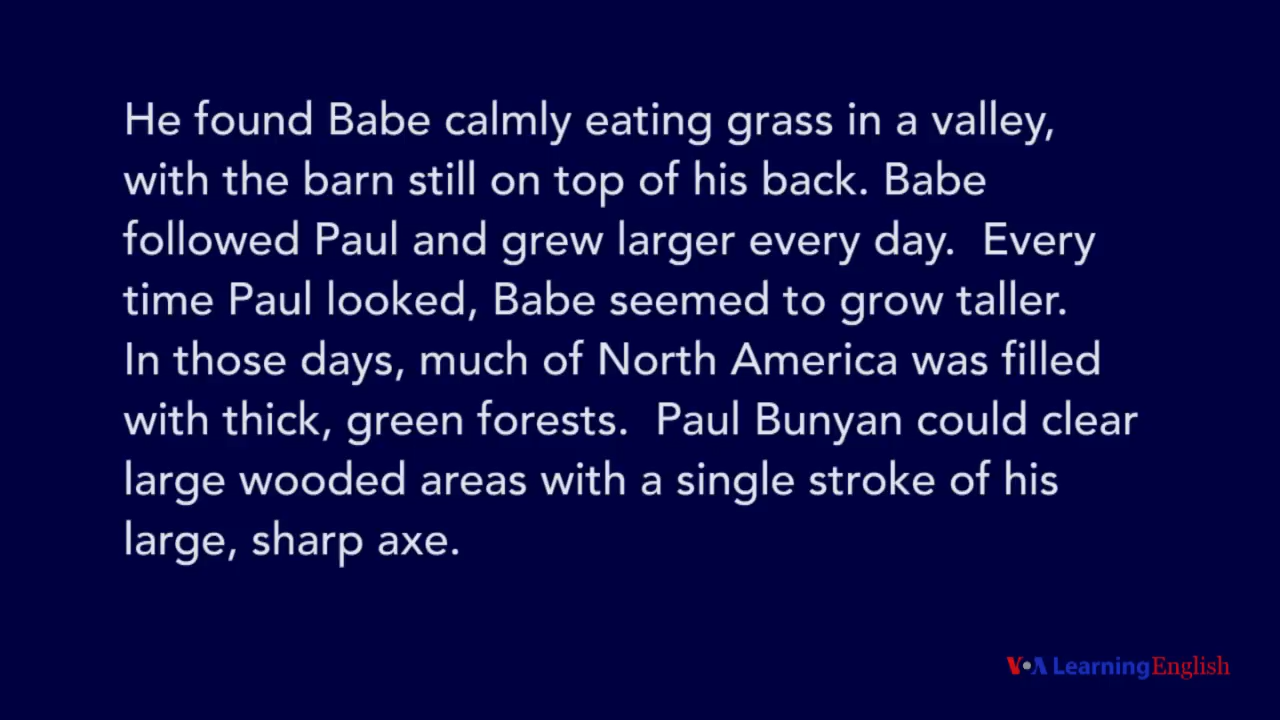 He found Babe calmly eating grass in a valley,
with the barn still on top of his back. Babe
followed Paul and grew larger every day.  Every
time Paul looked, Babe seemed to grow taller.
In those days, much of North America was filled
with thick, green forests.  Paul Bunyan could clear
large wooded areas with a single stroke of his
large, sharp axe.
VOA Learning English